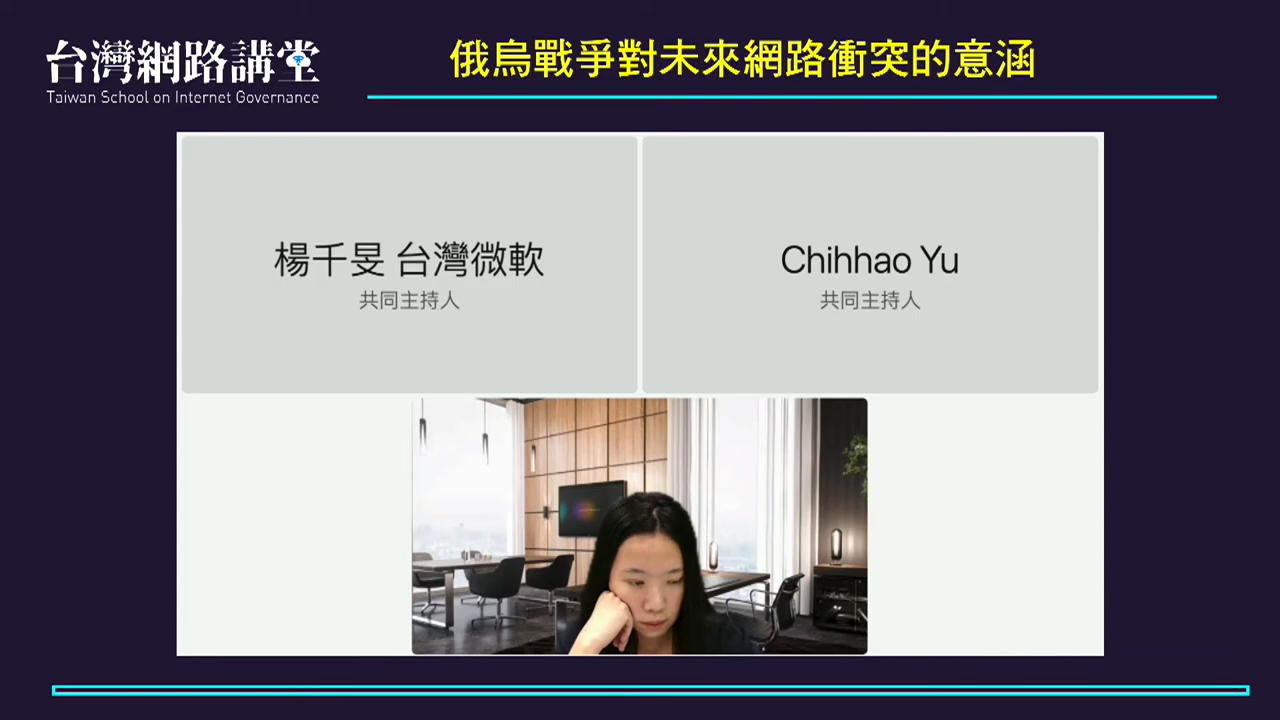 台灣網路講堂
Taiwan School on Internet Governance
俄烏戰爭對未來網路衝突的意涵
楊千旻 台灣微軟
共同主持人
Chihhao Yu
共同主持人